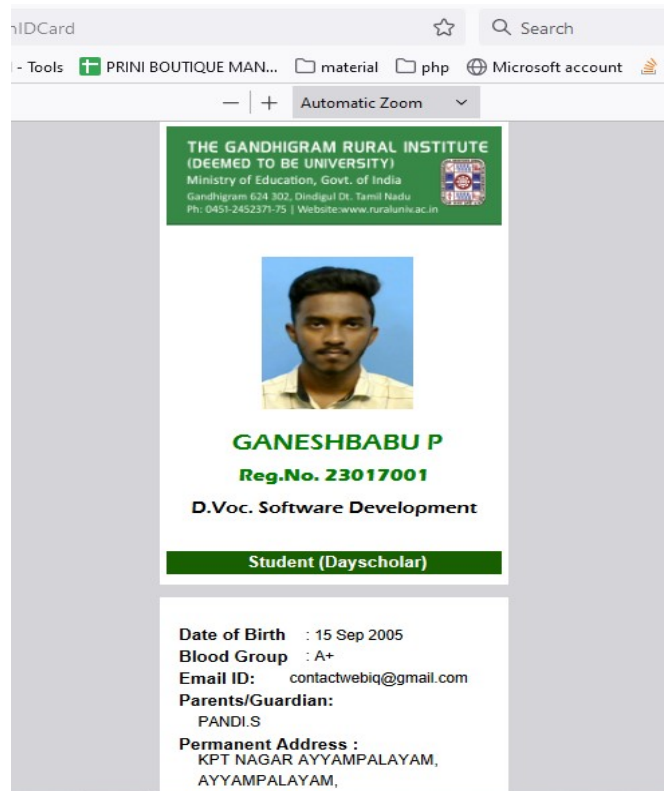 nIDCard
Search
- Tools PRINI BOUTIQUE MAN... material php Microsoft account
— + Automatic Zoom
THE GANDHIGRAM RURAL INSTITUTE
(DEEMED TO BE UNIVERSITY)
Ministry of Education, Govt. of India
Gandhigram 624 302, Dindigul Dt. Tamil Nadu
Ph: 0451-2452371-75 | Website:www.ruraluniv.ac.in
GANESHBABU P
Reg.No. 23017001
D.Voc. Software Development
Student (Dayscholar)
Date of Birth : 15 Sep 2005
Blood Group : A+
Email ID: contactwebiq@gmail.com
Parents/Guardian:
PANDI.S
Permanent Address :
KPT NAGAR AYYAMPALAYAM,
AYYAMPALAYAM,